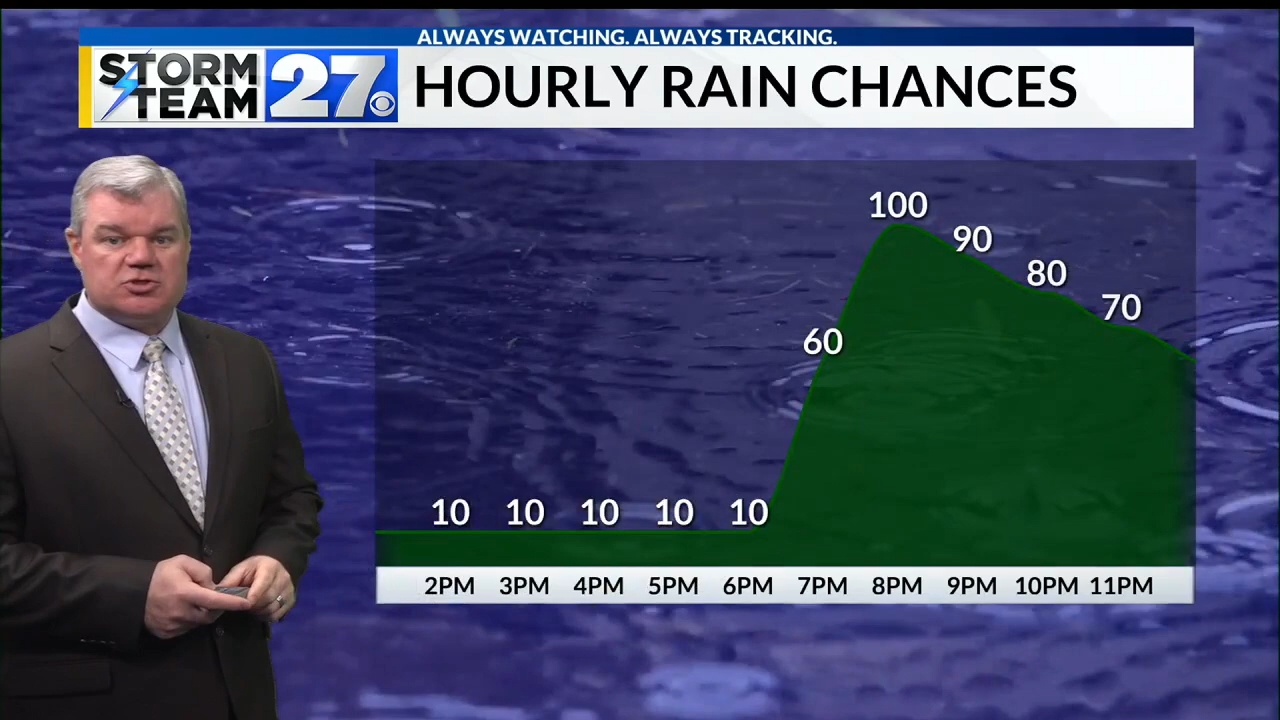 ALWAYS WATCHING. ALWAYS TRACKING.
STORM
TEAM
27
HOURLY RAIN CHANCES
100
90
80
70
60
10 10 10 10 10
2PM 3PM 4PM 5PM 6PM 7PM 8PM 9PM 10PM 11PM